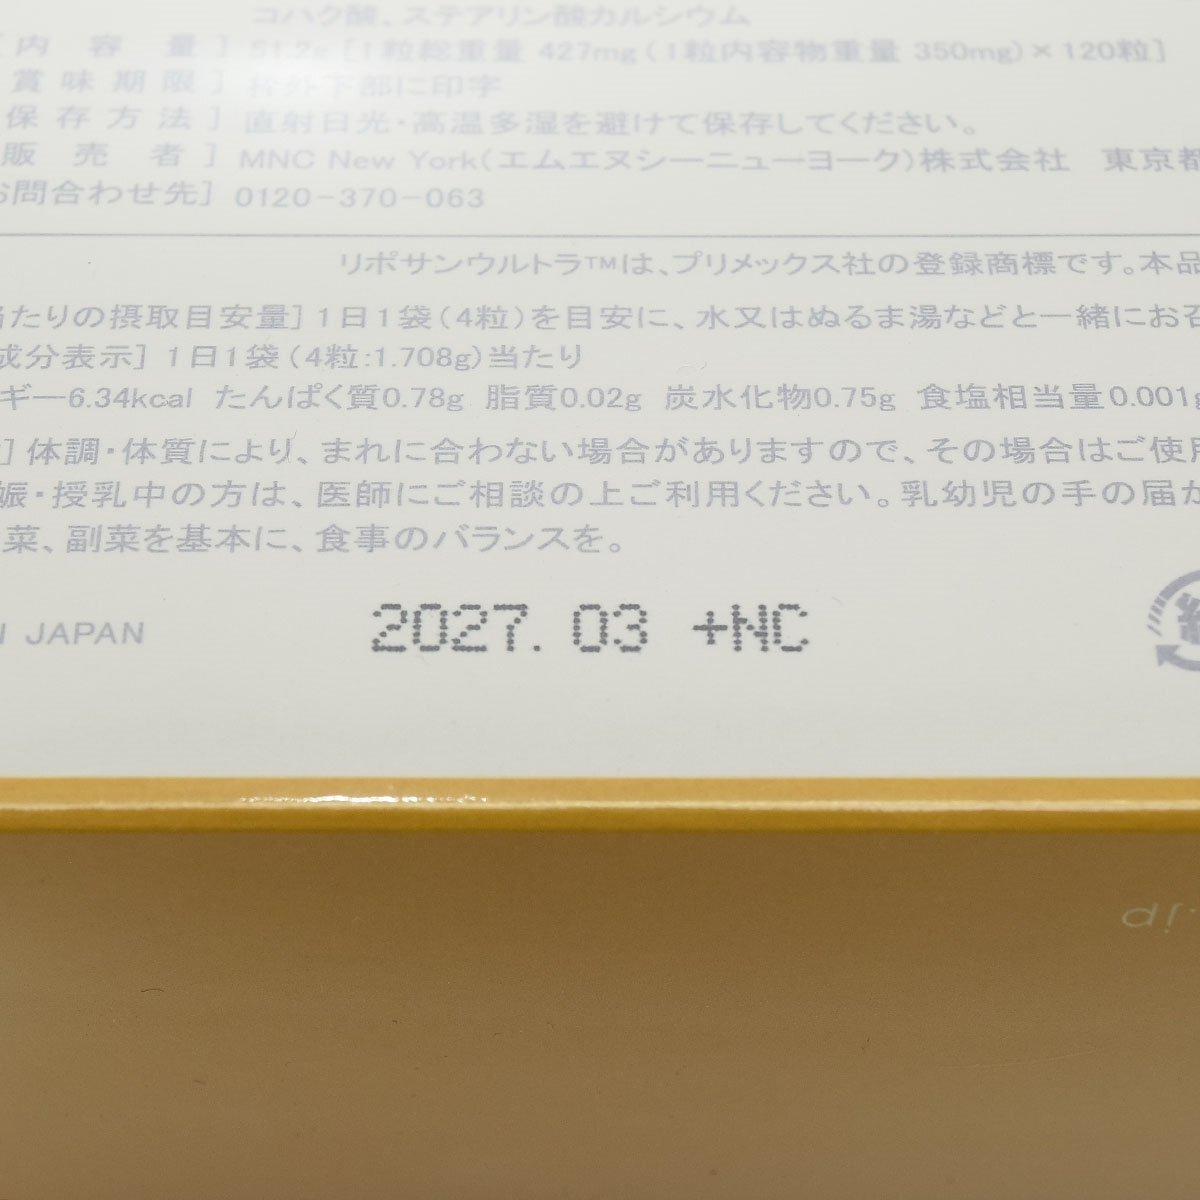 コハク酸、ステアリン酸カルシウム
[内容量] 51.2g [1粒総重量 427mg (1粒内容物重量 350mg)×120粒]
賞味期限] 枠外下部に印字
保存方法] 直射日光・高温多湿を避けて保存してください。
販売者] MNC New York(エムエヌシーニューヨーク)株式会社 東京都
お問合わせ先] 0120-370-063
リポサンウルトラ™は、プリメックス社の登録商標です。本品
当たりの摂取目安量] 1日1袋(4粒)を目安に、水又はぬるま湯などと一緒にお召
成分表示] 1日1袋(4粒:1.708g)当たり
ギー6.34kcal たんぱく質0.78g 脂質0.02g 炭水化物0.75g 食塩相当量0.001g
] 体調・体質により、まれに合わない場合がありますので、その場合はご使用
娠・授乳中の方は、医師にご相談の上ご利用ください。乳幼児の手の届か
菜、副菜を基本に、食事のバランスを。
N JAPAN
2027.03 +NC
紙